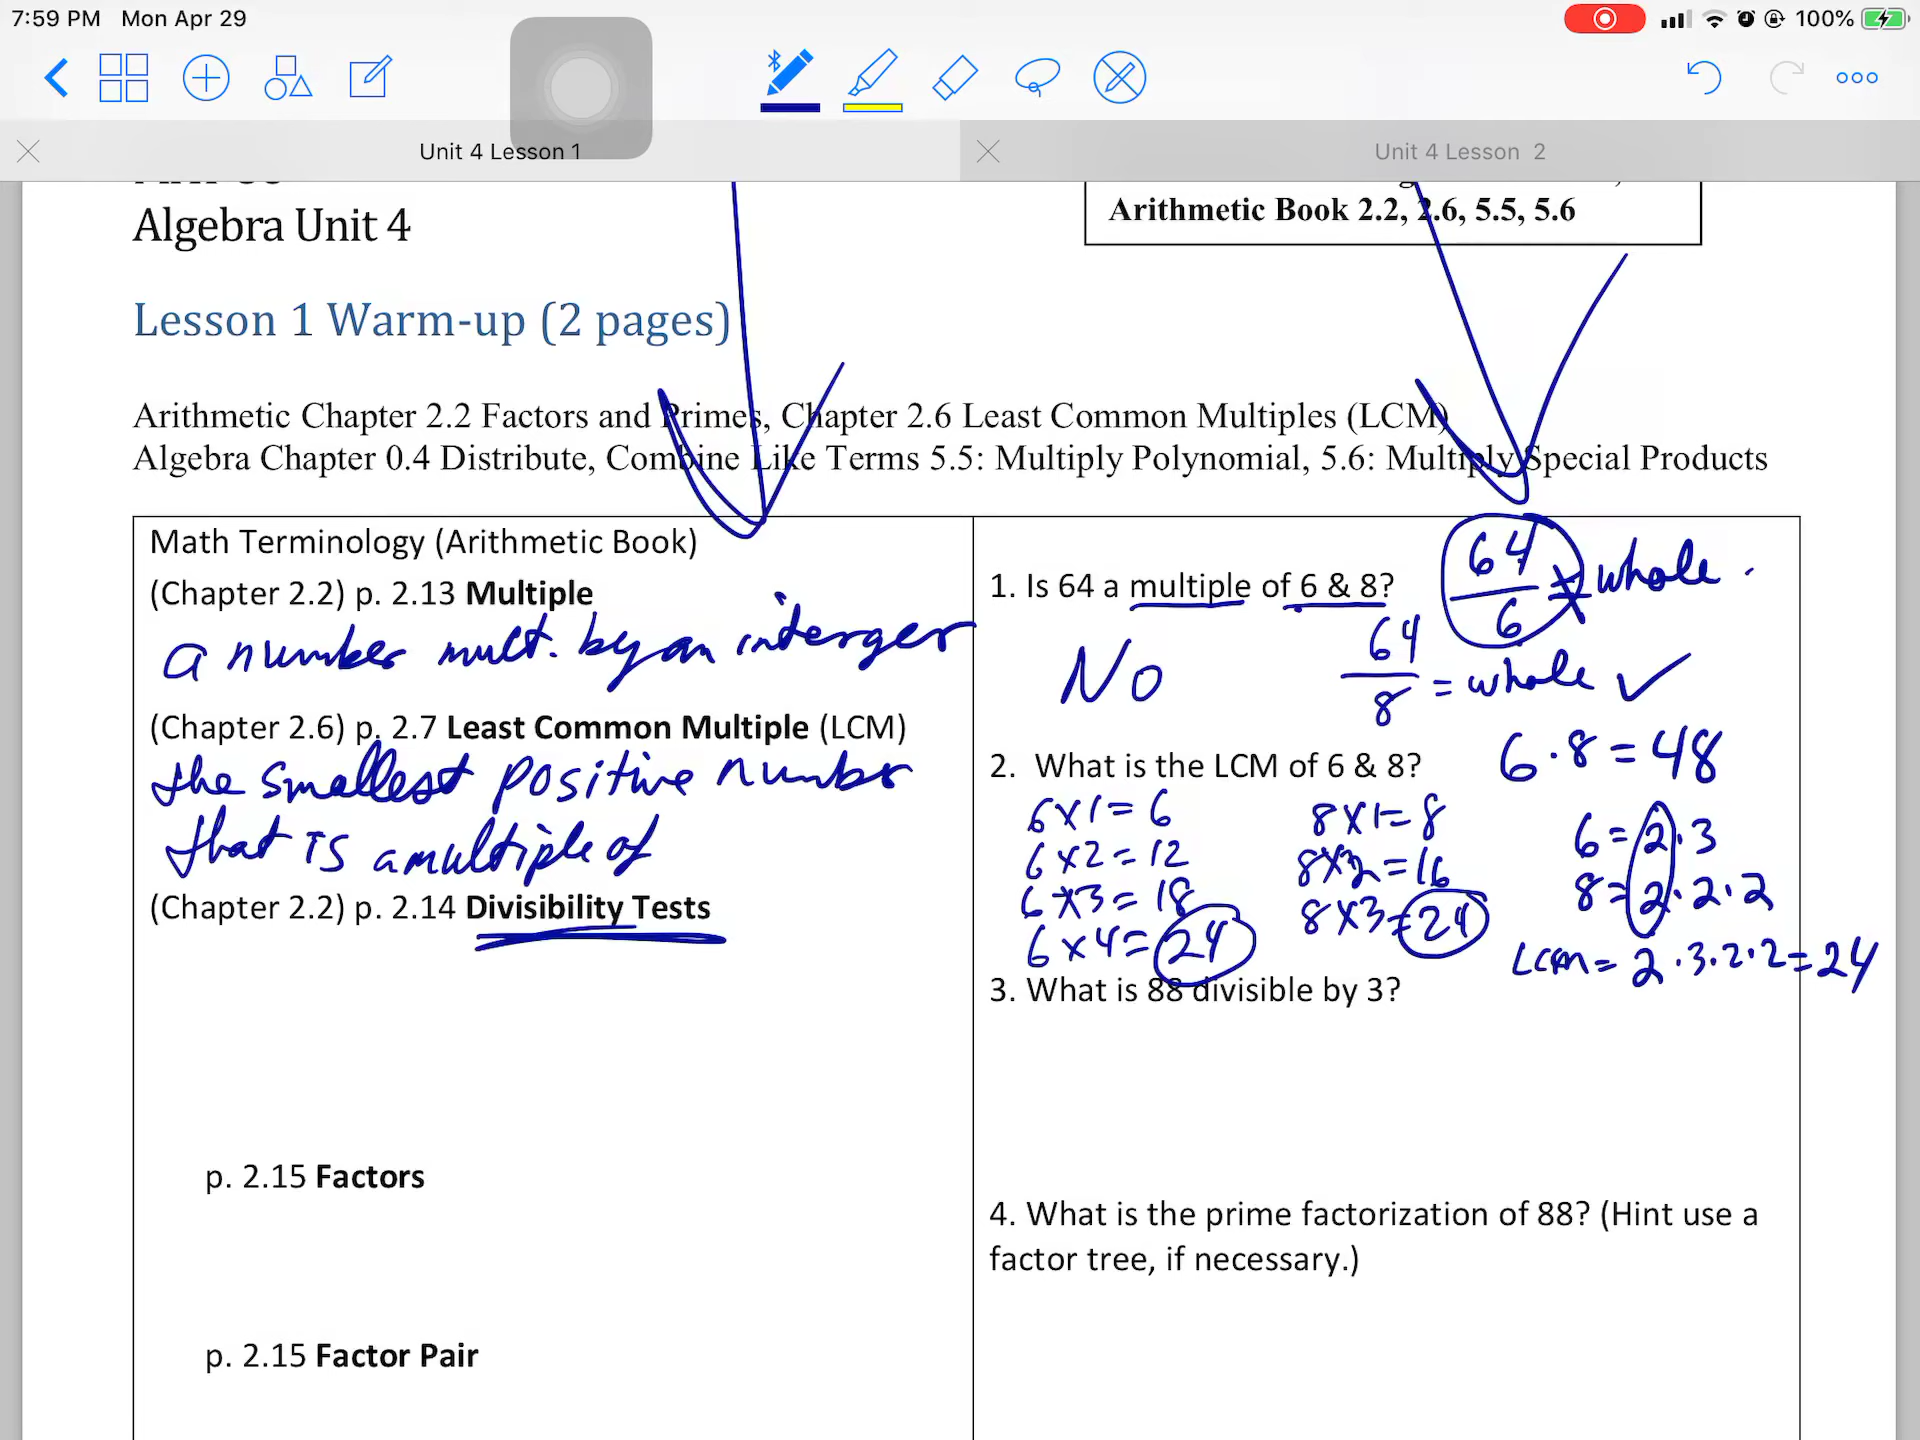 7:59 PM Mon Apr 29
100%
Unit 4 Lesson 1
Unit 4 Lesson 2
Algebra Unit 4
Arithmetic Book 2.2, 2.6, 5.5, 5.6
Lesson 1 Warm-up (2 pages)
Arithmetic Chapter 2.2 Factors and Primes, Chapter 2.6 Least Common Multiples (LCM)
Algebra Chapter 0.4 Distribute, Combine Like Terms 5.5: Multiply Polynomial, 5.6: Multiply Special Products
Math Terminology (Arithmetic Book)
(Chapter 2.2) p. 2.13 Multiple
a number mult. by an interger
(Chapter 2.6) p. 2.7 Least Common Multiple (LCM)
the smallest positive number
that is a multiple of
(Chapter 2.2) p. 2.14 Divisibility Tests
p. 2.15 Factors
p. 2.15 Factor Pair
1. Is 64 a multiple of 6 & 8?
64/6 ≠ whole .
No
64/8 = whole ✓
2. What is the LCM of 6 & 8?
6·8=48
6×1=6
8×1=8
6=2·3
6×2=12
8×2=16
8=2·2·2
6×3=18
8×3=24
6×4=24
LCM=2·3·2·2=24
3. What is 88 divisible by 3?
4. What is the prime factorization of 88? (Hint use a
factor tree, if necessary.)